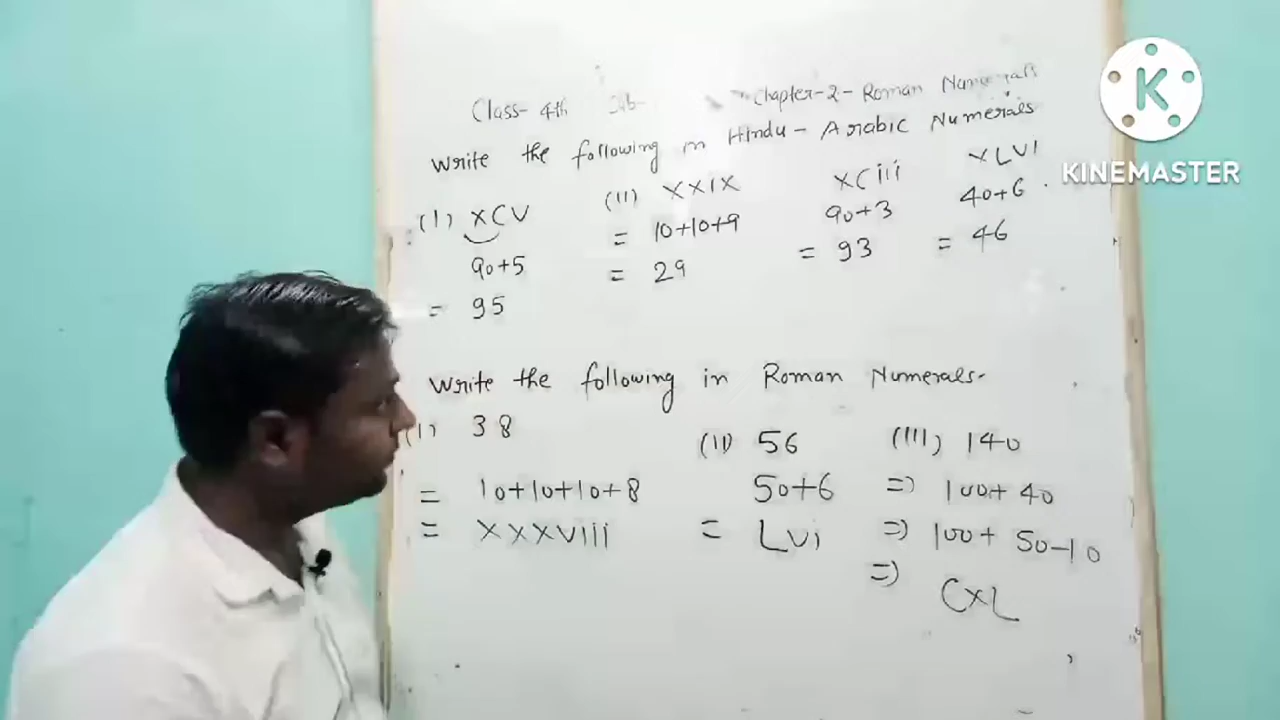 Class- 4th Sub- Chapter-2- Roman Numerals
Write the following in Hindu- Arabic Numerals
(I) XCV (II) XXIX XCiii XLVI
90+5 = 10+10+9 90+3 40+6
= 95 = 29 = 93 = 46
Write the following in Roman Numerals-
(I) 38 (II) 56 (III) 140
= 10+10+10+8 50+6 => 100+ 40
= XXXViii = LVi => 100+ 50-10
=> CXL
KINEMASTER